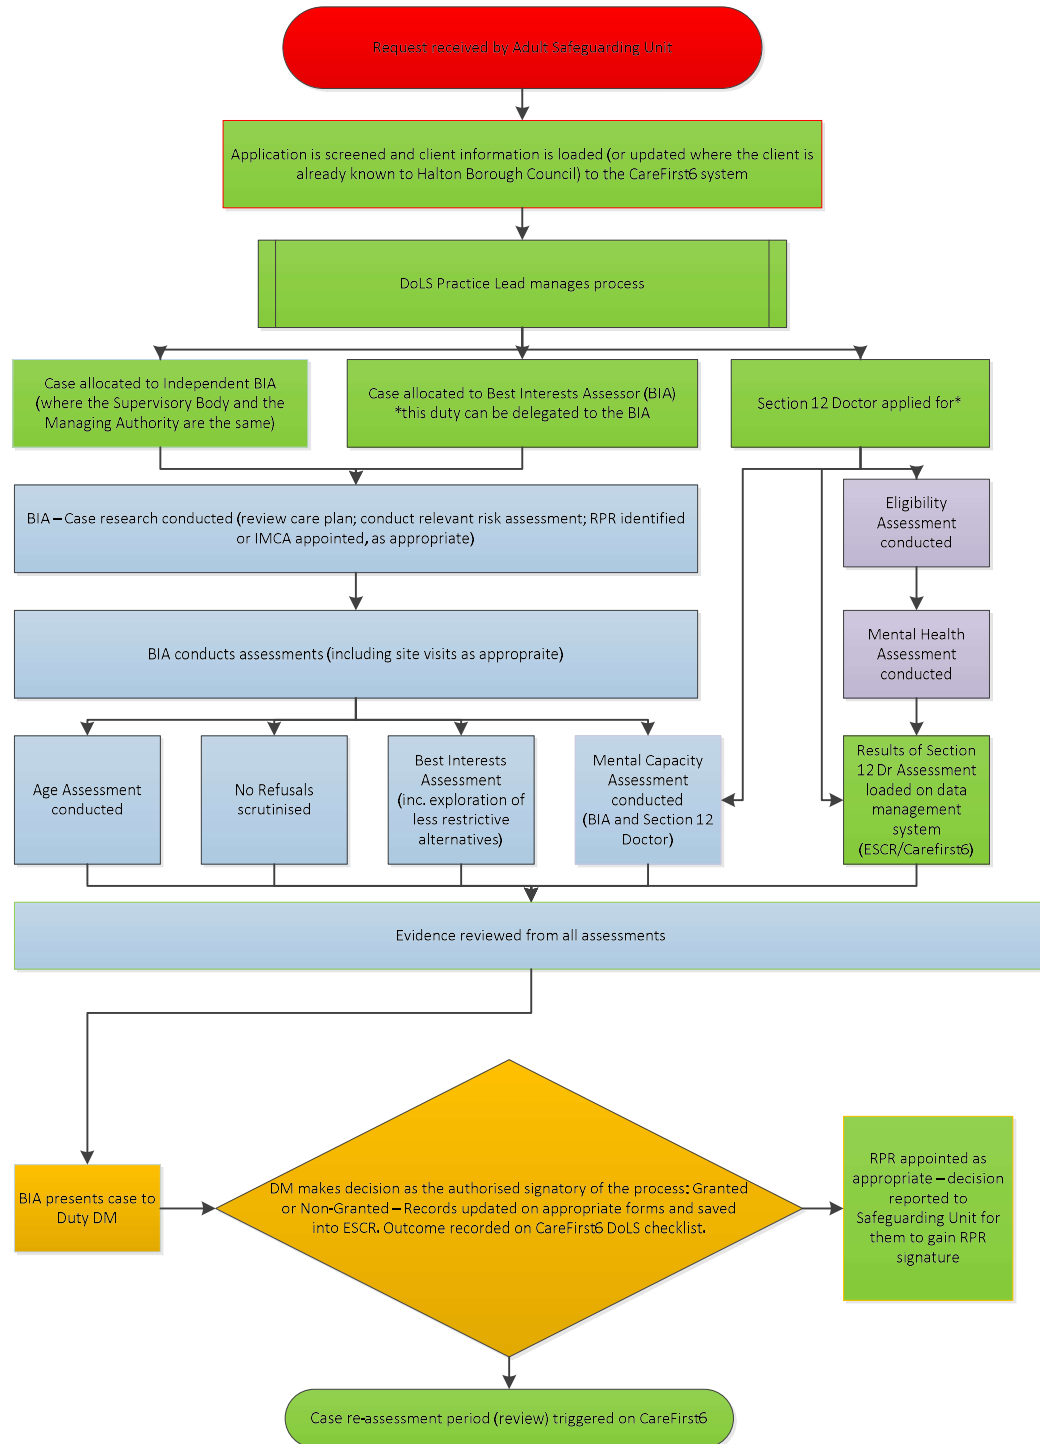 Request received by Adult Safeguarding Unit
Application is screened and client information is loaded (or updated where the client is
already known to Halton Borough Council) to the CareFirst6 system
DoLS Practice Lead manages process
Case allocated to Independent BIA
(where the Supervisory Body and the
Managing Authority are the same)
Case allocated to Best Interests Assessor (BIA)
*this duty can be delegated to the BIA
Section 12 Doctor applied for*
BIA – Case research conducted (review care plan; conduct relevant risk assessment; RPR identified
or IMCA appointed, as appropriate)
Eligibility
Assessment
conducted
BIA conducts assessments (including site visits as appropraite)
Mental Health
Assessment
conducted
Age Assessment
conducted
No Refusals
scrutinised
Best Interests
Assessment
(inc. exploration of
less restrictive
alternatives)
Mental Capacity
Assessment
conducted
(BIA and Section 12
Doctor)
Results of Section
12 Dr Assessment
loaded on data
management
system
(ESCR/Carefirst6)
Evidence reviewed from all assessments
BIA presents case to
Duty DM
DM makes decision as the authorised signatory of the process: Granted
or Non-Granted – Records updated on appropriate forms and saved
into ESCR. Outcome recorded on CareFirst6 DoLS checklist.
RPR appointed as
appropriate – decision
reported to
Safeguarding Unit for
them to gain RPR
signature
Case re-assessment period (review) triggered on CareFirst6